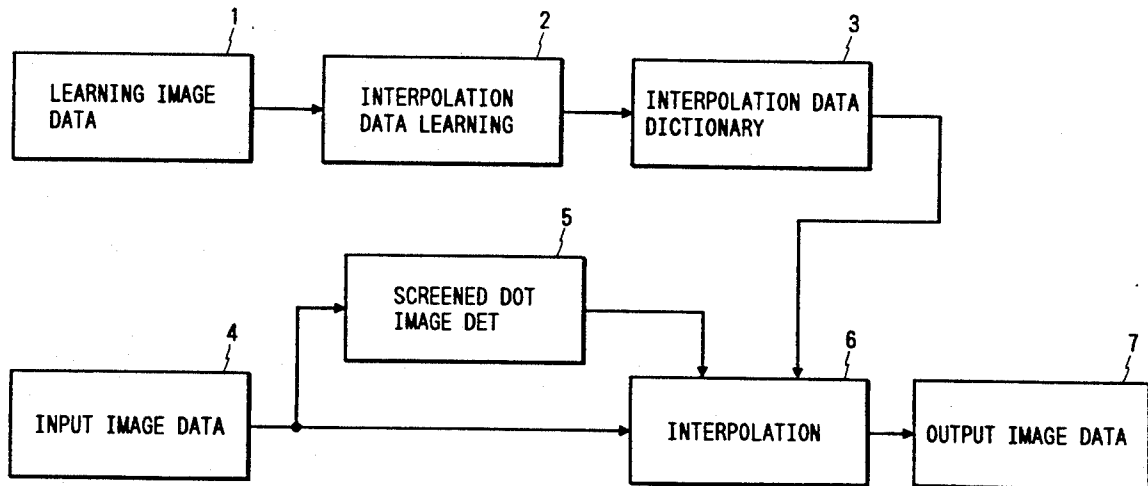 1
LEARNING IMAGE
DATA
2
INTERPOLATION
DATA LEARNING
3
INTERPOLATION DATA
DICTIONARY
5
SCREENED DOT
IMAGE DET
4
INPUT IMAGE DATA
6
INTERPOLATION
7
OUTPUT IMAGE DATA